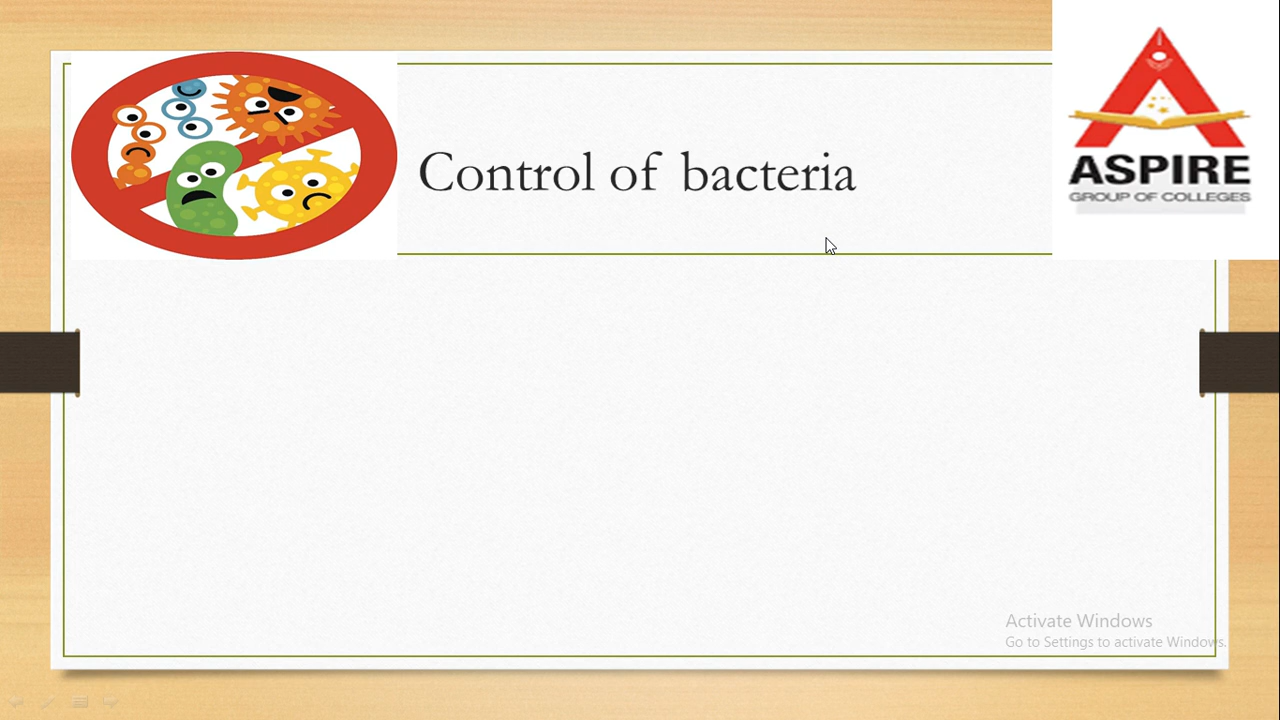 Control of bacteria
ASPIRE
GROUP OF COLLEGES
Activate Windows
Go to Settings to activate Windows.